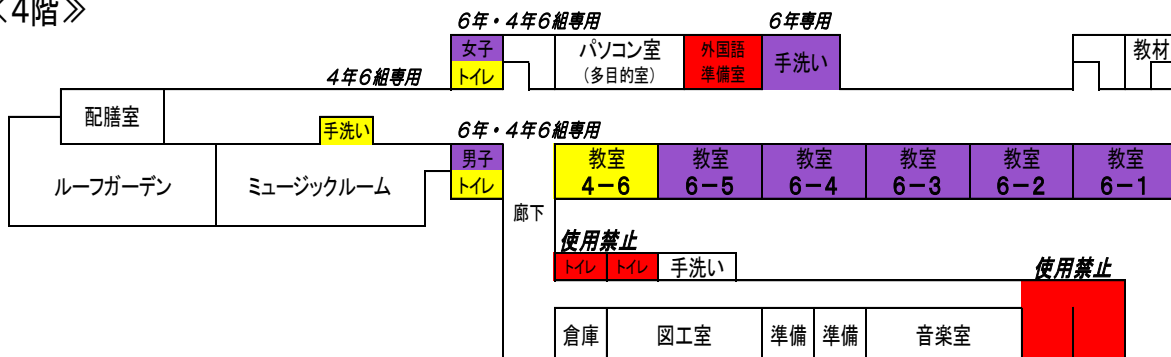 ≪4階≫
6年・4年6組専用
6年専用
女子
トイレ
パソコン室
(多目的室)
外国語
準備室
手洗い
教材
4年6組専用
配膳室
手洗い
6年・4年6組専用
ルーフガーデン
ミュージックルーム
男子
トイレ
教室
4－6
教室
6－5
教室
6－4
教室
6－3
教室
6－2
教室
6－1
廊下
使用禁止
トイレ
トイレ
手洗い
使用禁止
倉庫
図工室
準備
準備
音楽室